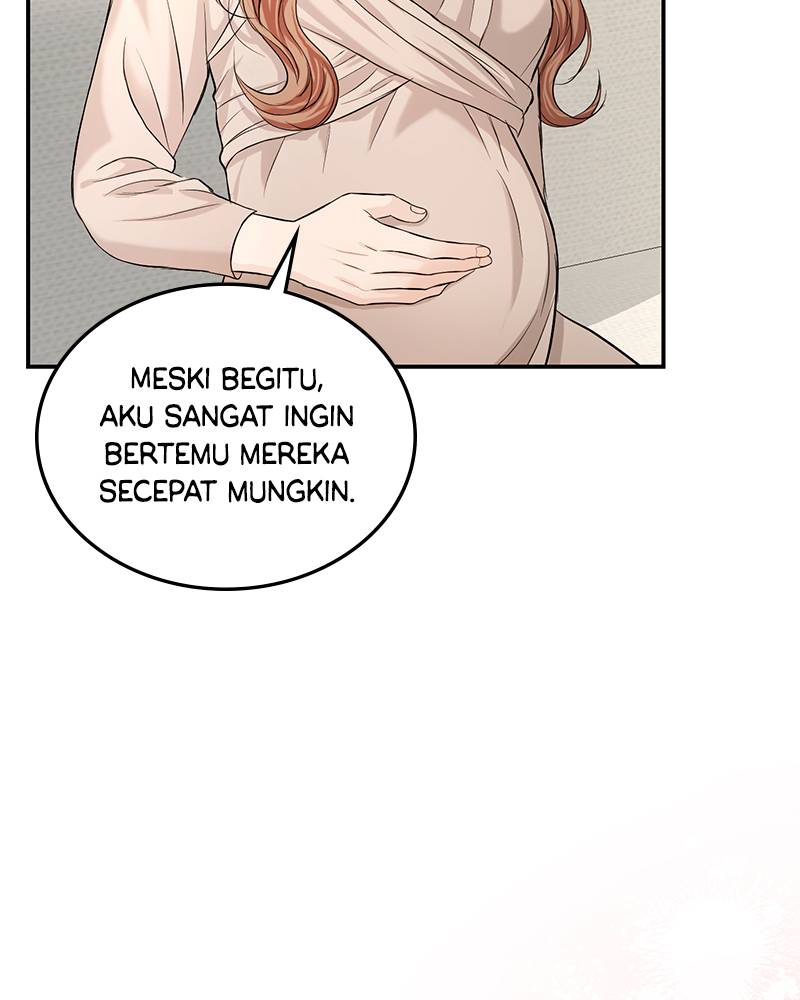 MESKI BEGITU,
AKU SANGAT INGIN
BERTEMU MEREKA
SECEPAT MUNGKIN.